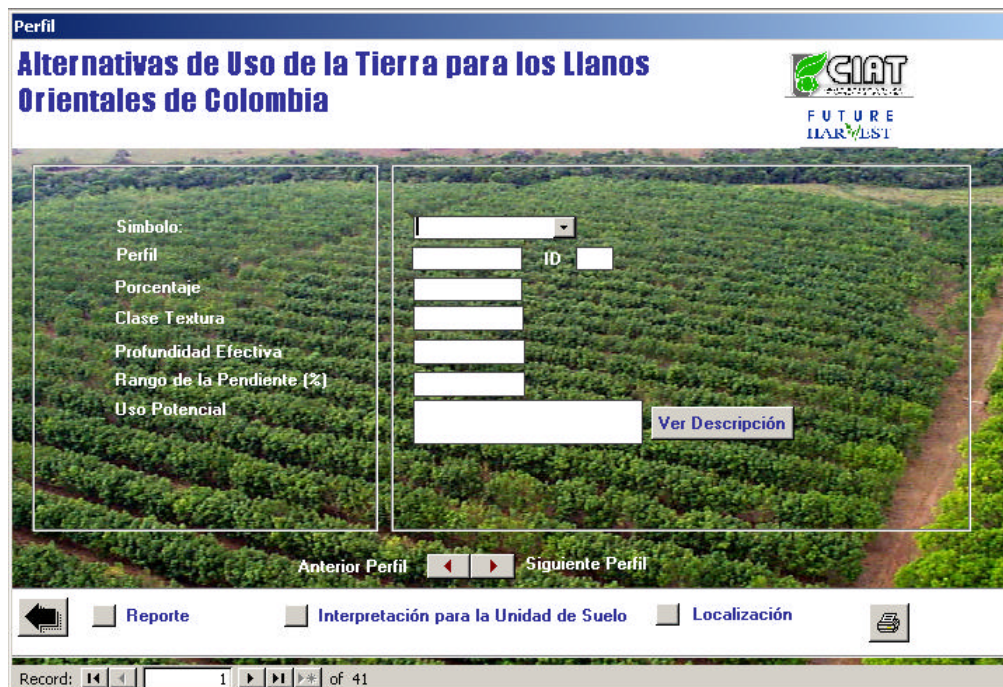 Perfil
Alternativas de Uso de la Tierra para los Llanos
Orientales de Colombia
CIAT
FUTURE
HARVEST
Simbolo:
Perfil
ID
Porcentaje
Clase Textura
Profundidad Efectiva
Rango de la Pendiente (%)
Uso Potencial
Ver Descripción
Anterior Perfil
Siguiente Perfil
Reporte
Interpretación para la Unidad de Suelo
Localización
Record: 1 of 41